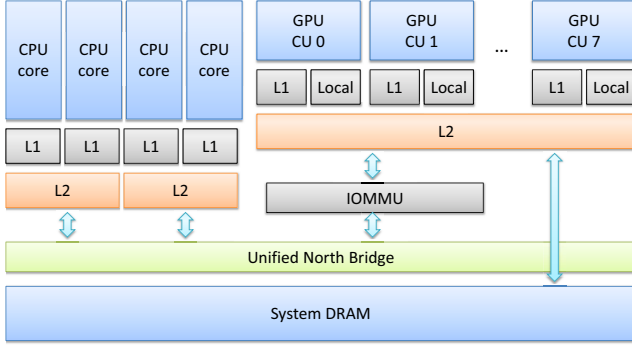 CPU core
CPU core
CPU core
CPU core
GPU CU 0
GPU CU 1
...
GPU CU 7
L1
Local
L1
Local
L1
Local
L2
L1
L1
L1
L1
L2
L2
IOMMU
Unified North Bridge
System DRAM